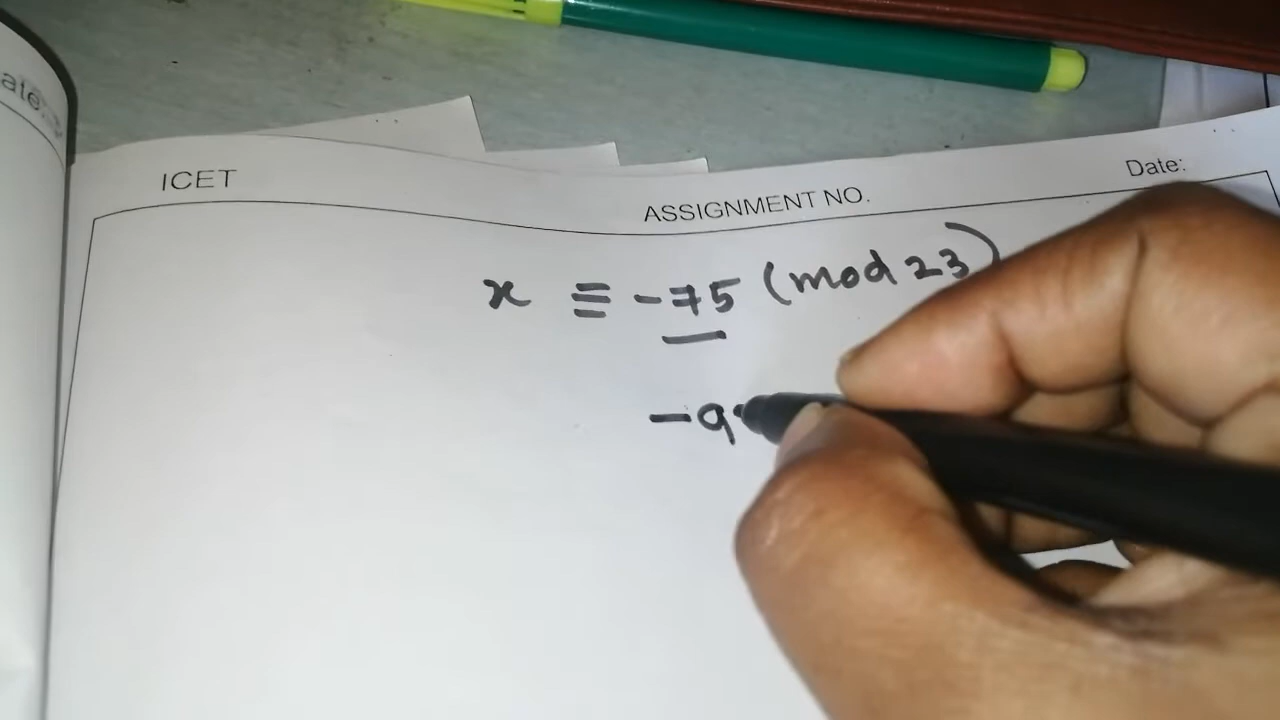 ate:
ICET
ASSIGNMENT NO.
Date:
x ≡ -75 (mod 23)
-9